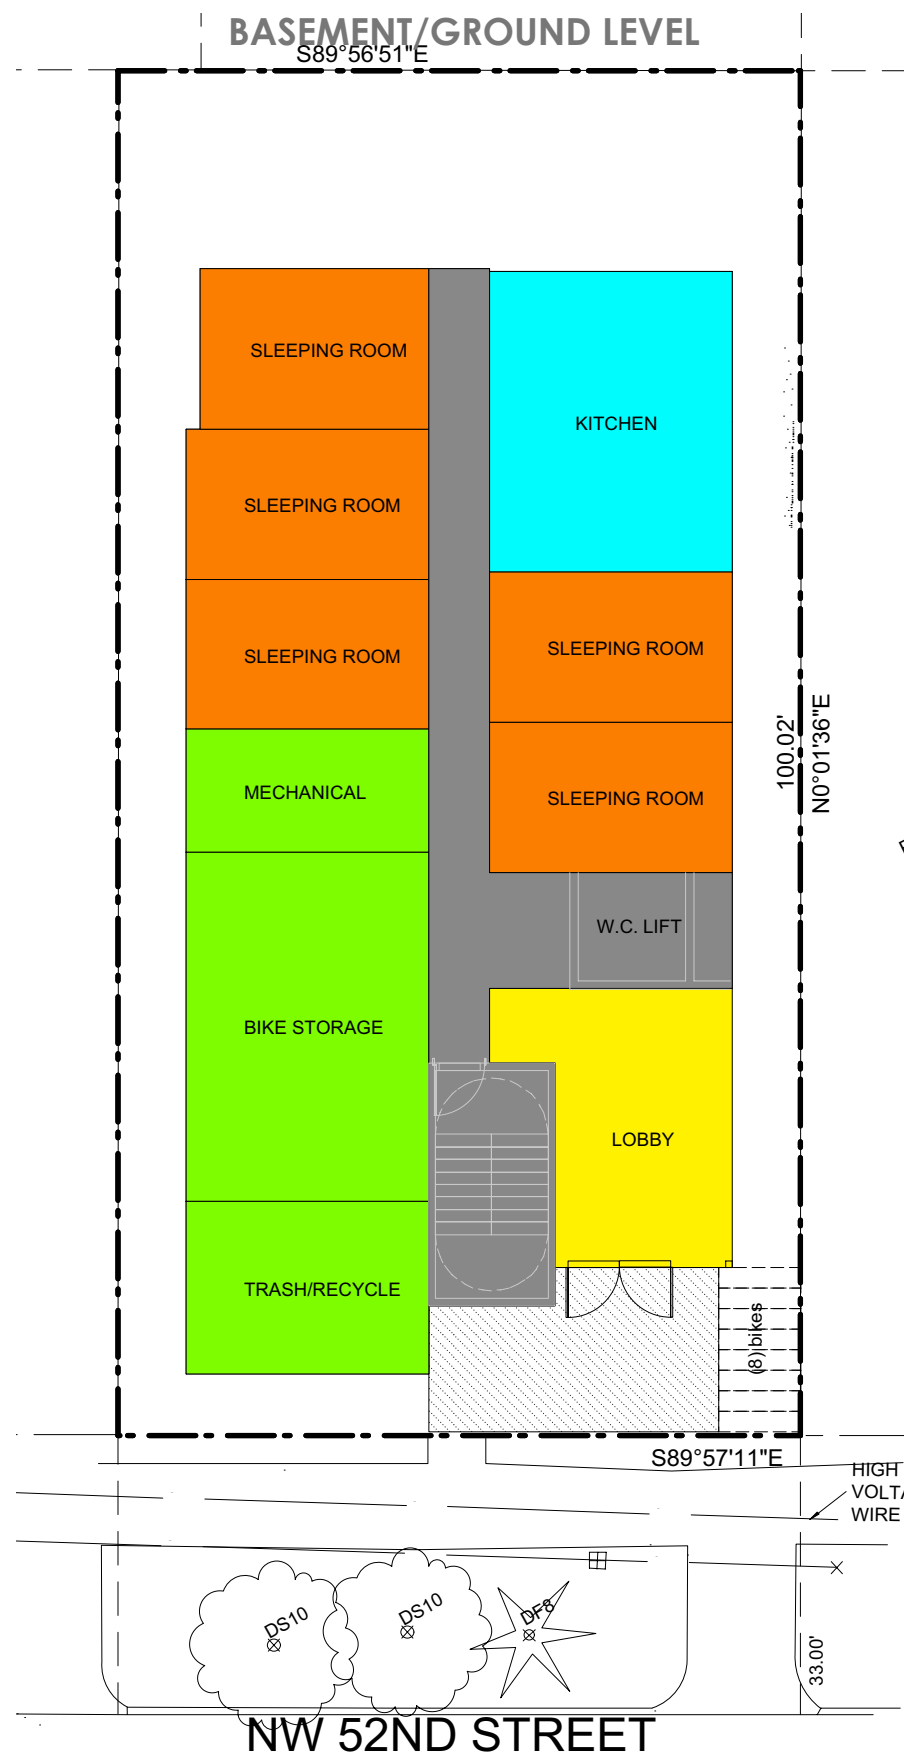 BASEMENT/GROUND LEVEL
S89°56'51"E
SLEEPING ROOM
KITCHEN
SLEEPING ROOM
SLEEPING ROOM
SLEEPING ROOM
100.02'
N0°01'36"E
MECHANICAL
SLEEPING ROOM
W.C. LIFT
BIKE STORAGE
LOBBY
TRASH/RECYCLE
(8) bikes
S89°57'11"E
HIGH
VOLTA
WIRE
DS10
DS10
DF8
33.00'
NW 52ND STREET